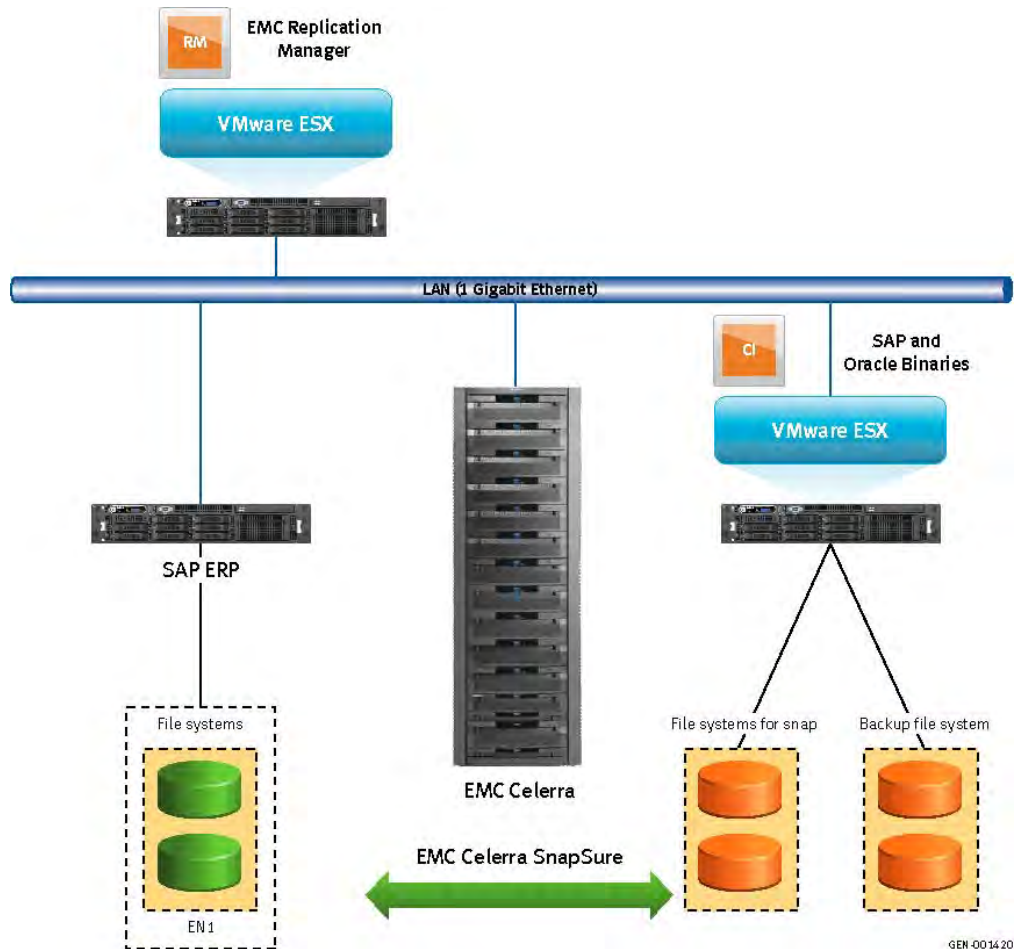 RM
EMC Replication
Manager
VMware ESX
LAN (1 Gigabit Ethernet)
CI
SAP and
Oracle Binaries
VMware ESX
SAP ERP
File systems
EN1
EMC Celerra
File systems for snap
Backup file system
EMC Celerra SnapSure
GEN-001420